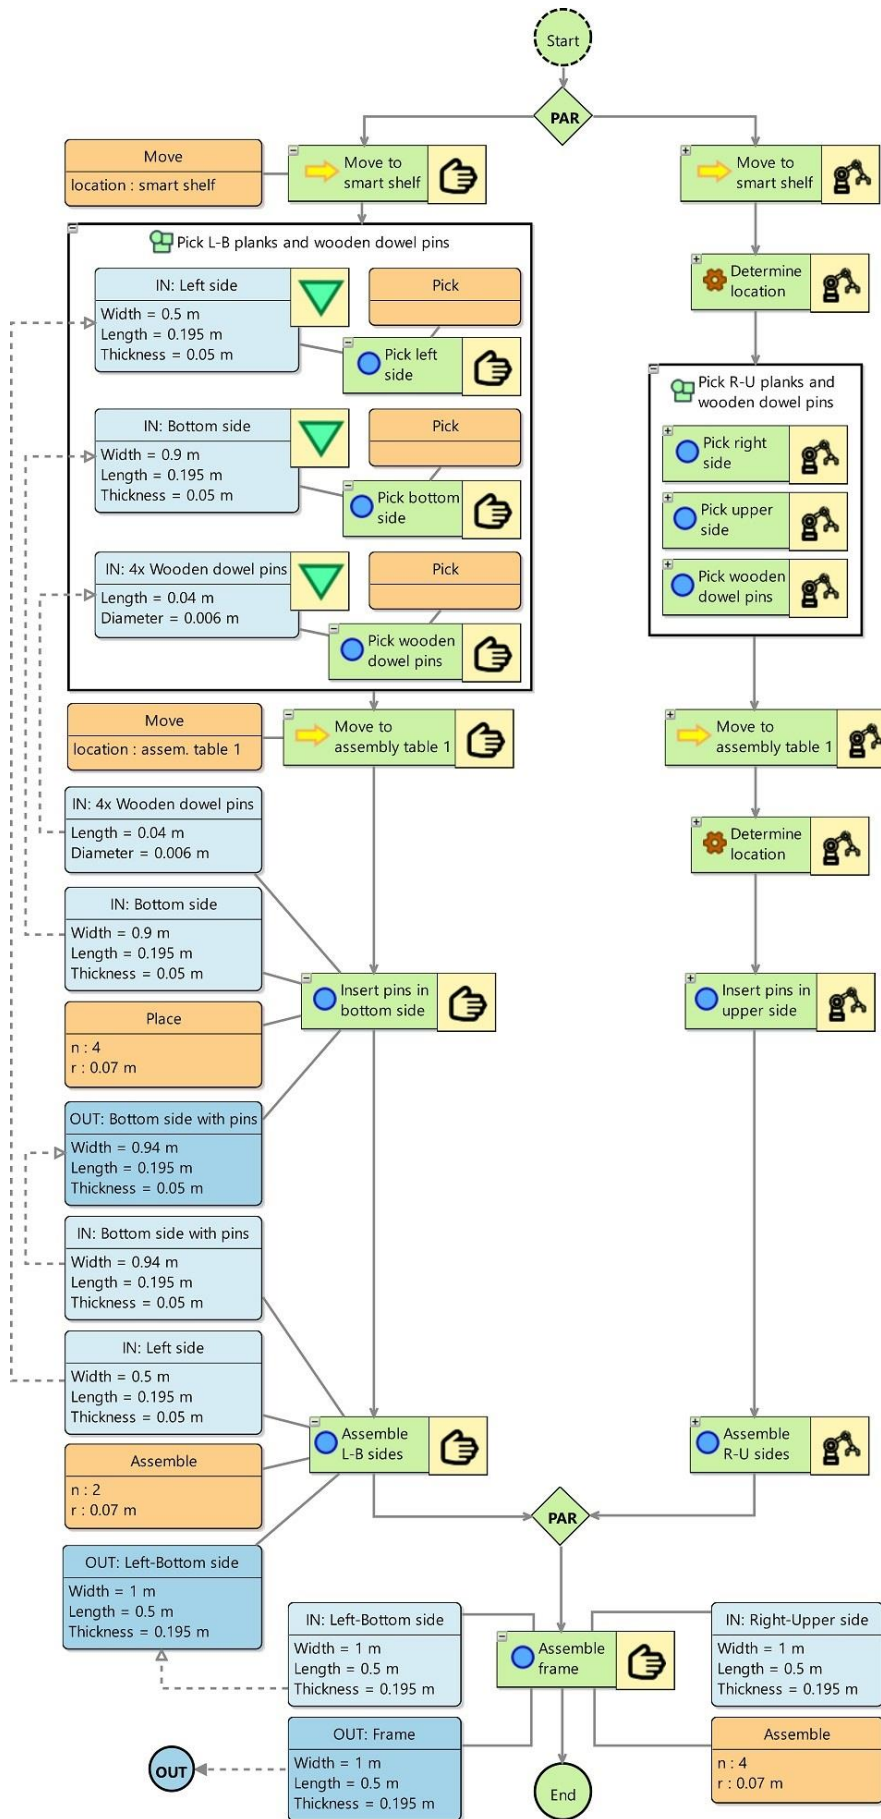 Start
PAR
Move
location : smart shelf
Move to
smart shelf
Move to
smart shelf
Pick L-B planks and wooden dowel pins
IN: Left side
Width = 0.5 m
Length = 0.195 m
Thickness = 0.05 m
Pick
Pick left
side
IN: Bottom side
Width = 0.9 m
Length = 0.195 m
Thickness = 0.05 m
Pick
Pick bottom
side
IN: 4x Wooden dowel pins
Length = 0.04 m
Diameter = 0.006 m
Pick
Pick wooden
dowel pins
Determine
location
Pick R-U planks and
wooden dowel pins
Pick right
side
Pick upper
side
Pick wooden
dowel pins
Move
location : assem. table 1
Move to
assembly table 1
Move to
assembly table 1
IN: 4x Wooden dowel pins
Length = 0.04 m
Diameter = 0.006 m
Determine
location
IN: Bottom side
Width = 0.9 m
Length = 0.195 m
Thickness = 0.05 m
Insert pins in
bottom side
Insert pins in
upper side
Place
n : 4
r : 0.07 m
OUT: Bottom side with pins
Width = 0.94 m
Length = 0.195 m
Thickness = 0.05 m
IN: Bottom side with pins
Width = 0.94 m
Length = 0.195 m
Thickness = 0.05 m
IN: Left side
Width = 0.5 m
Length = 0.195 m
Thickness = 0.05 m
Assemble
L-B sides
Assemble
R-U sides
Assemble
n : 2
r : 0.07 m
PAR
OUT: Left-Bottom side
Width = 1 m
Length = 0.5 m
Thickness = 0.195 m
IN: Left-Bottom side
Width = 1 m
Length = 0.5 m
Thickness = 0.195 m
Assemble
frame
IN: Right-Upper side
Width = 1 m
Length = 0.5 m
Thickness = 0.195 m
OUT
OUT: Frame
Width = 1 m
Length = 0.5 m
Thickness = 0.195 m
End
Assemble
n : 4
r : 0.07 m